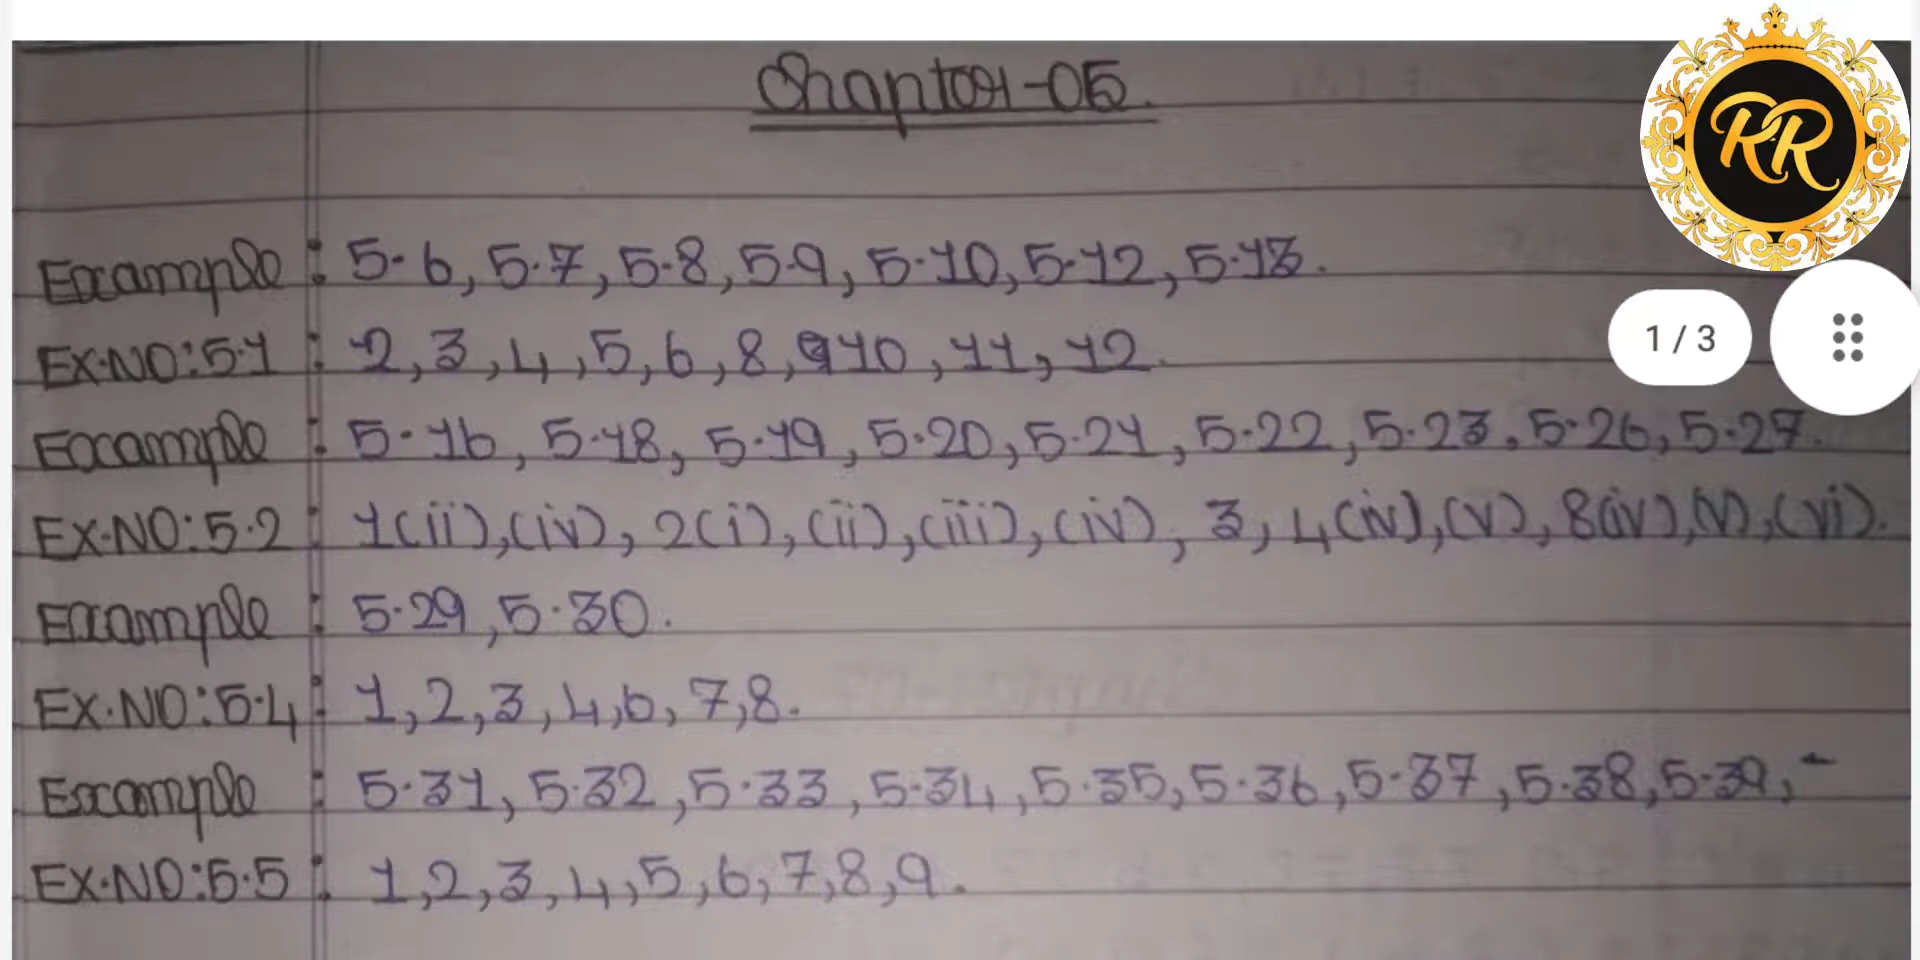 Chapter-05.
Example : 5.6, 5.7, 5.8, 5.9, 5.10, 5.12, 5.13.
EX.NO:5.1 : 2, 3, 4, 5, 6, 8, 9 10, 11, 12.
Example : 5.16, 5.18, 5.19, 5.20, 5.21, 5.22, 5.23, 5.26, 5.27.
EX.NO:5.2 : 1(ii), (iv), 2(i), (ii), (iii), (iv), 3, 4(iv), (v), 8(iv), (v), (vi).
Example : 5.29, 5.30.
EX.NO:5.4 : 1, 2, 3, 4, 6, 7, 8.
Example : 5.31, 5.32, 5.33, 5.34, 5.35, 5.36, 5.37, 5.38, 5.39, -
EX.NO:5.5 : 1, 2, 3, 4, 5, 6, 7, 8, 9.
RR
1 / 3